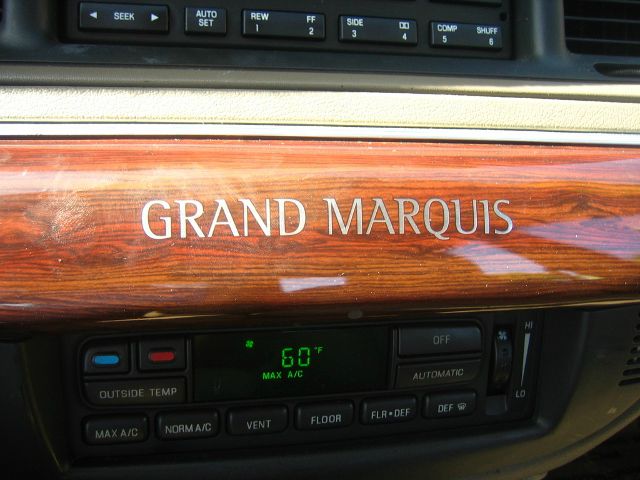 ◄ SEEK ►
AUTO SET
REW 1 FF 2
SIDE 3 4
COMP 5 SHUFF 6
GRAND MARQUIS
60 °F
MAX A/C
OFF
AUTOMATIC
HI
LO
OUTSIDE TEMP
MAX A/C
NORM A/C
VENT
FLOOR
FLR•DEF
DEF